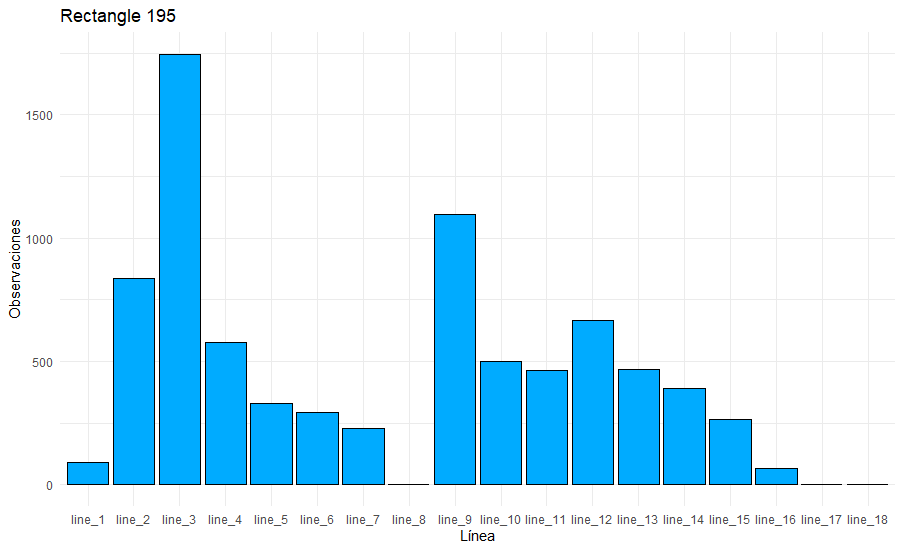 Rectangle 195
Observaciones
1500
1000
500
0
line_1 line_2 line_3 line_4 line_5 line_6 line_7 line_8 line_9 line_10 line_11 line_12 line_13 line_14 line_15 line_16 line_17 line_18
Línea